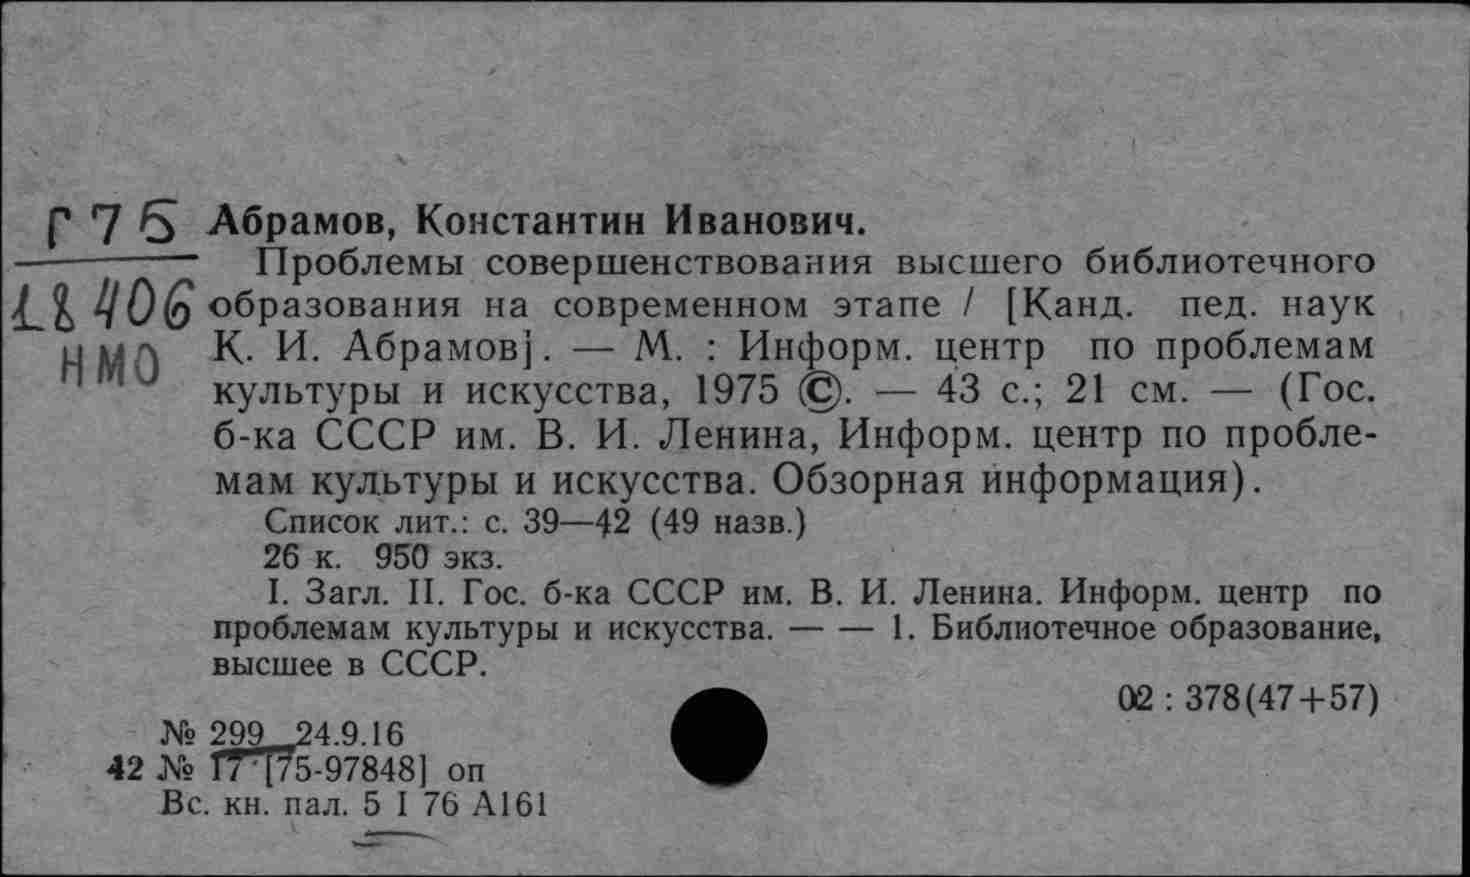 Г75
18406
НМО
Абрамов, Константин Иванович.
Проблемы совершенствования высшего библиотечного
образования на современном этапе / [Канд. пед. наук
К. И. Абрамов]. — М. : Информ. центр по проблемам
культуры и искусства, 1975 ©. — 43 с.; 21 см. — (Гос.
б-ка СССР им. В. И. Ленина, Информ. центр по пробле-
мам культуры и искусства. Обзорная информация).
Список лит.: с. 39—42 (49 назв.)
26 к. 950 экз.
I. Загл. II. Гос. б-ка СССР им. В. И. Ленина. Информ. центр по
проблемам культуры и искусства. — — 1. Библиотечное образование,
высшее в СССР.
02 : 378(47+57)
№ 299 24.9.16
42 № 17 [75-97848] оп
Вс. кн. пал. 5 I 76 А161